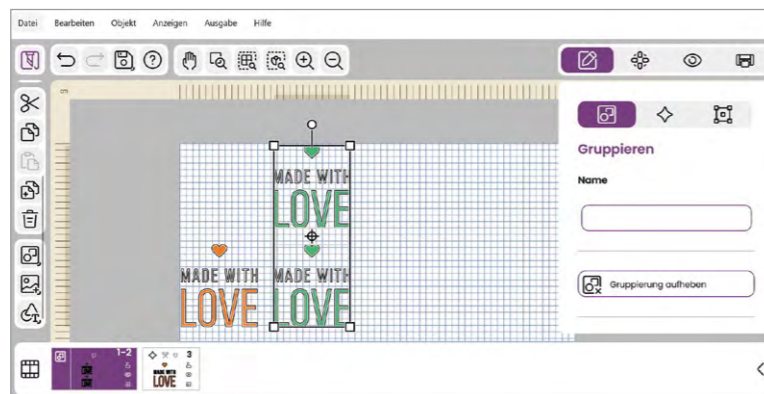 Datei Bearbeiten Objekt Anzeigen Ausgabe Hilfe
cm
Gruppieren
Name
MADE WITH
LOVE
MADE WITH
LOVE
MADE WITH
LOVE
Gruppierung aufheben
1-2
3
MADE WITH
LOVE